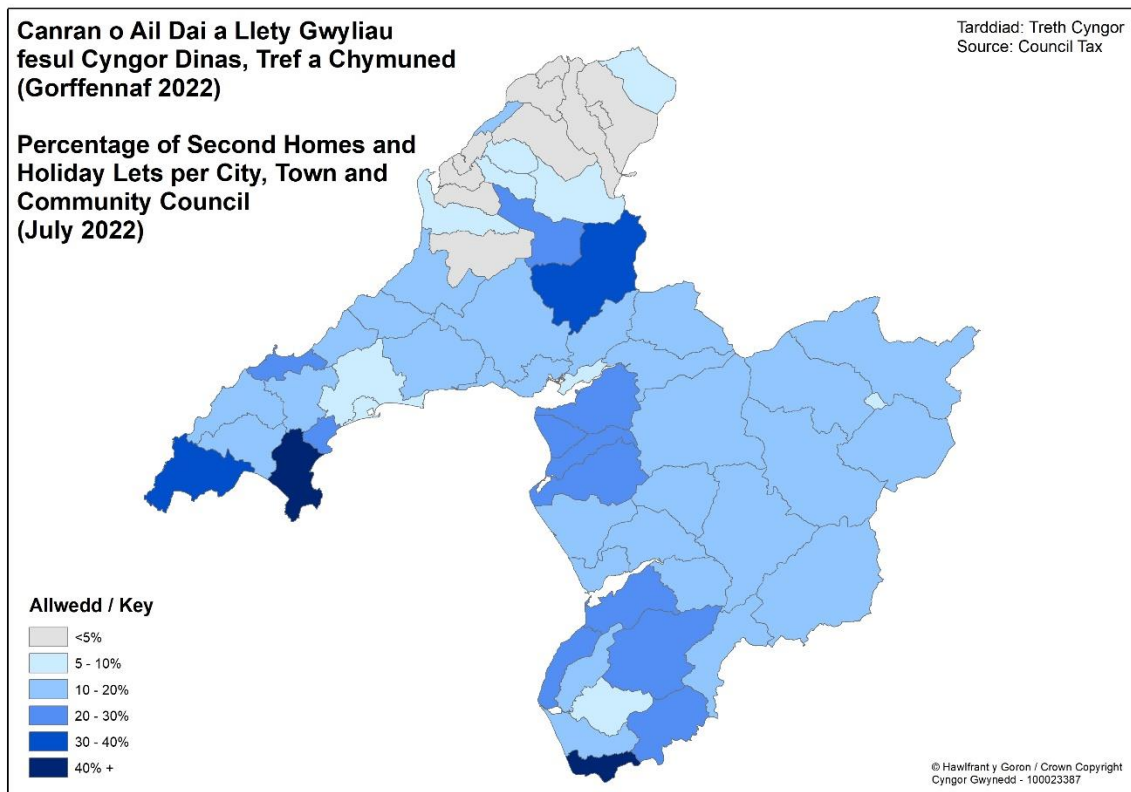 Canran o Ail Dai a Llety Gwyliau
fesul Cyngor Dinas, Tref a Chymuned
(Gorffennaf 2022)
Percentage of Second Homes and
Holiday Lets per City, Town and
Community Council
(July 2022)
Tarddiad: Treth Cyngor
Source: Council Tax
Allwedd / Key
<5%
5 - 10%
10 - 20%
20 - 30%
30 - 40%
40% +
© Hawlfraint y Goron / Crown Copyright
Cyngor Gwynedd - 100023387